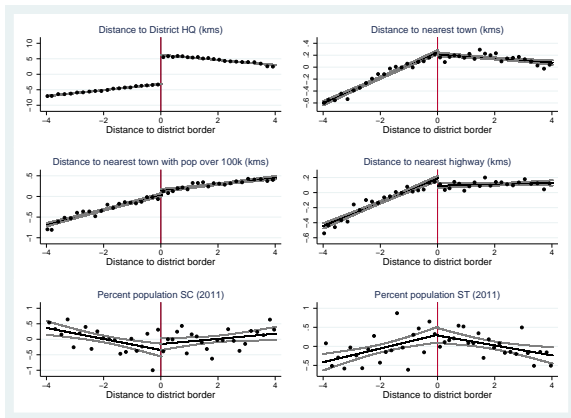 Distance to District HQ (kms)
10
5
0
-5
-10
-4 -2 0 2 4
Distance to district border
Distance to nearest town (kms)
.4
.2
0
-.2
-.4
-.6
-4 -2 0 2 4
Distance to district border
Distance to nearest town with pop over 100k (kms)
.5
0
-.5
-1
-4 -2 0 2 4
Distance to district border
Distance to nearest highway (kms)
.2
0
-.2
-.4
-.6
-4 -2 0 2 4
Distance to district border
Percent population SC (2011)
1
.5
0
-.5
-1
-4 -2 0 2 4
Distance to district border
Percent population ST (2011)
1
.5
0
-.5
-4 -2 0 2 4
Distance to district border